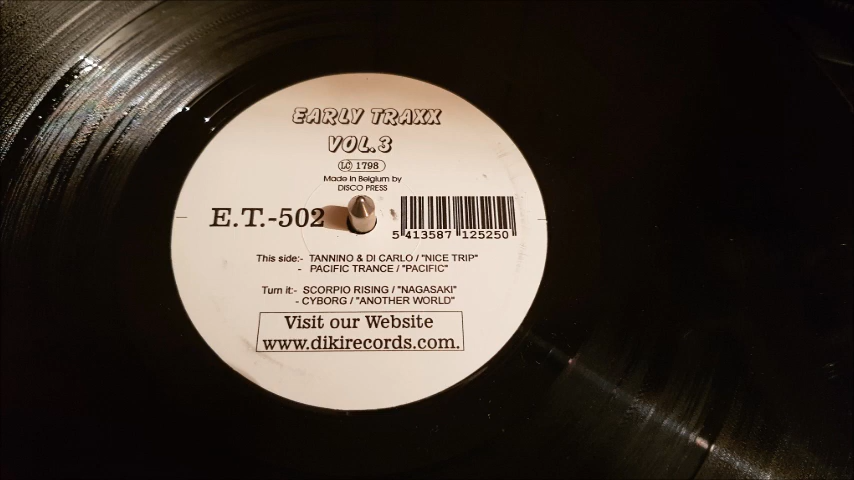 EARLY TRAXX
VOL.3
LC 1798
Made In Belgium by
DISCO PRESS
E.T.-502
5 413587 125250
This side:- TANNINO & DI CARLO / "NICE TRIP"
- PACIFIC TRANCE / "PACIFIC"
Turn it:- SCORPIO RISING / "NAGASAKI"
- CYBORG / "ANOTHER WORLD"
Visit our Website
www.dikirecords.com.